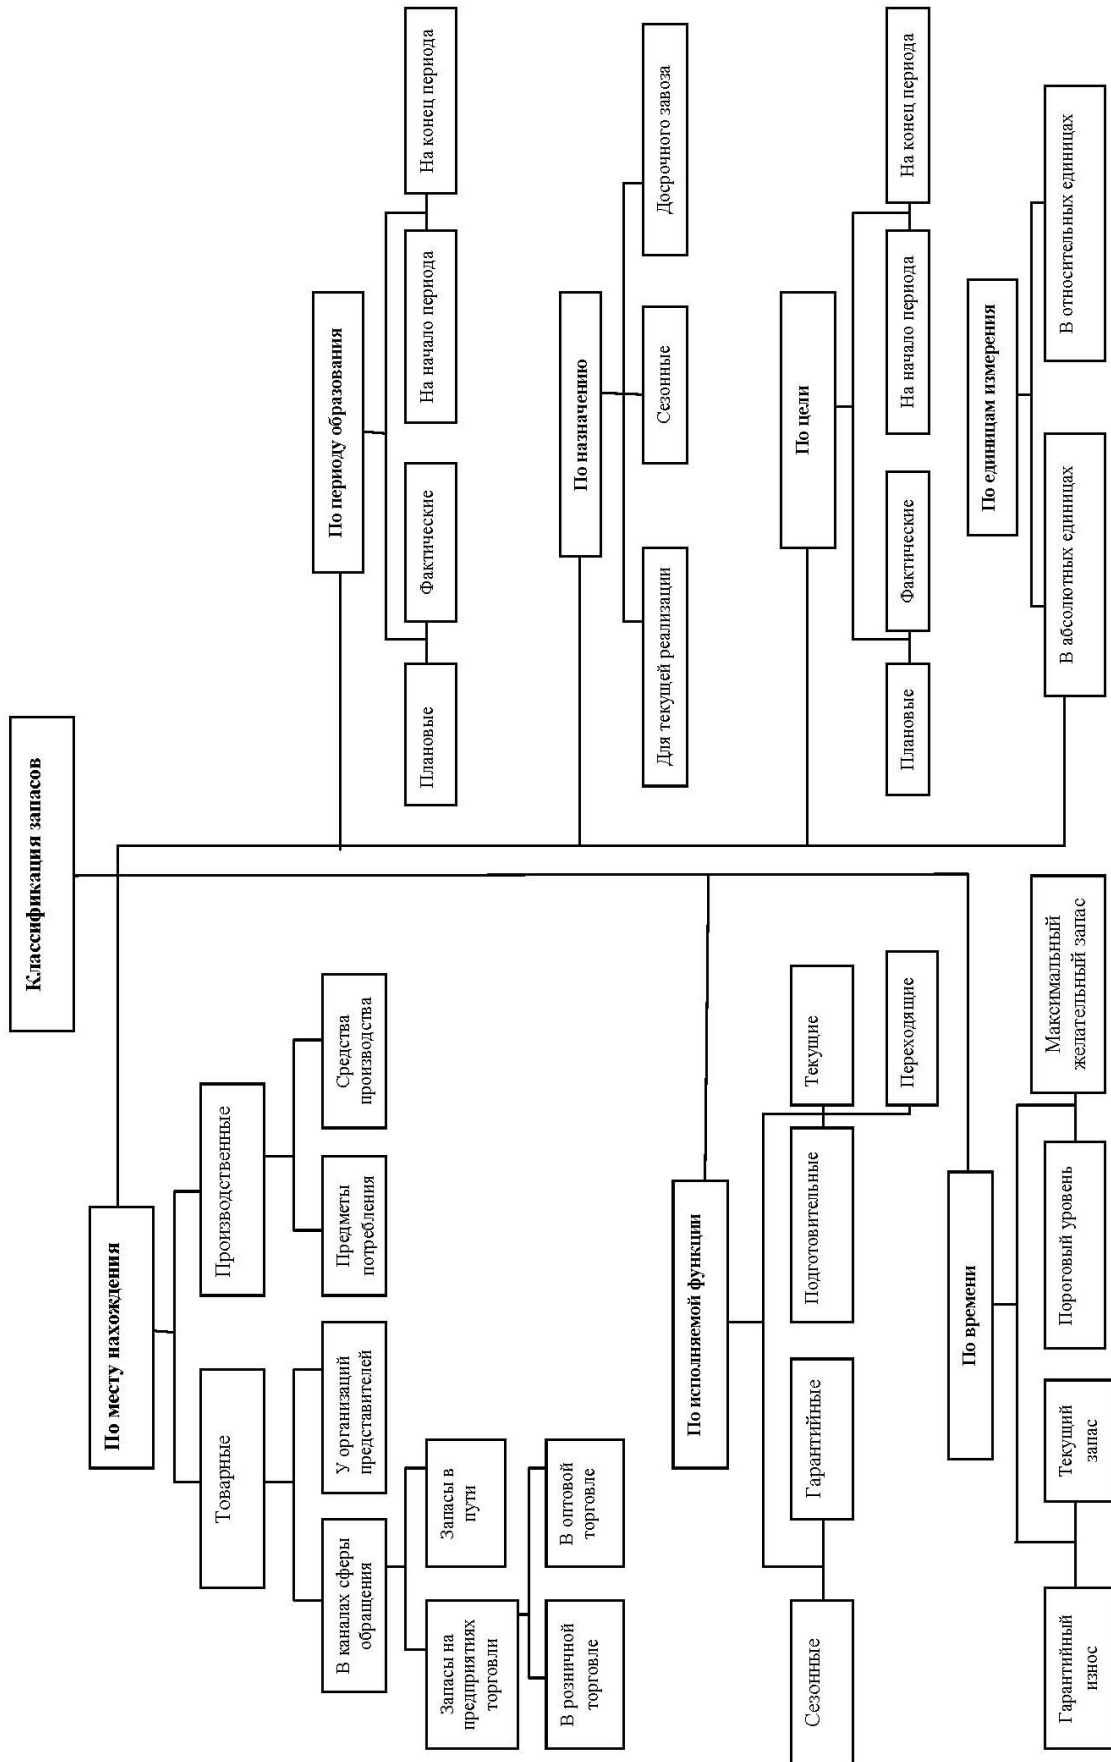 Классификация запасов
По месту нахождения
Товарные
Производственные
В каналах сферы
обращения
У организаций
представителей
Предметы
потребления
Средства
производства
Запасы на
предприятиях
торговли
Запасы в
пути
В розничной
торговле
В оптовой
торговле
По исполняемой функции
Сезонные
Гарантийные
Подготовительные
Текущие
Переходящие
По времени
Гарантийный
износ
Текущий
запас
Пороговый уровень
Максимальный
желательный запас
По периоду образования
Плановые
Фактические
На начало периода
На конец периода
По назначению
Для текущей реализации
Сезонные
Досрочного завоза
По цели
Плановые
Фактические
На начало периода
На конец периода
По единицам измерения
В абсолютных единицах
В относительных единицах